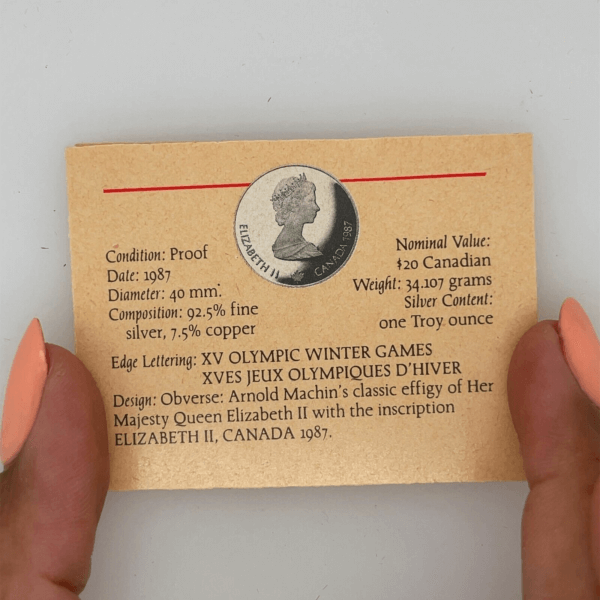 ELIZABETH II CANADA 1987
Condition: Proof
Date: 1987
Diameter: 40 mm.
Composition: 92.5% fine
silver, 7.5% copper
Nominal Value:
$20 Canadian
Weight: 34.107 grams
Silver Content:
one Troy ounce
Edge Lettering: XV OLYMPIC WINTER GAMES
XVES JEUX OLYMPIQUES D'HIVER
Design: Obverse: Arnold Machin's classic effigy of Her
Majesty Queen Elizabeth II with the inscription
ELIZABETH II, CANADA 1987.